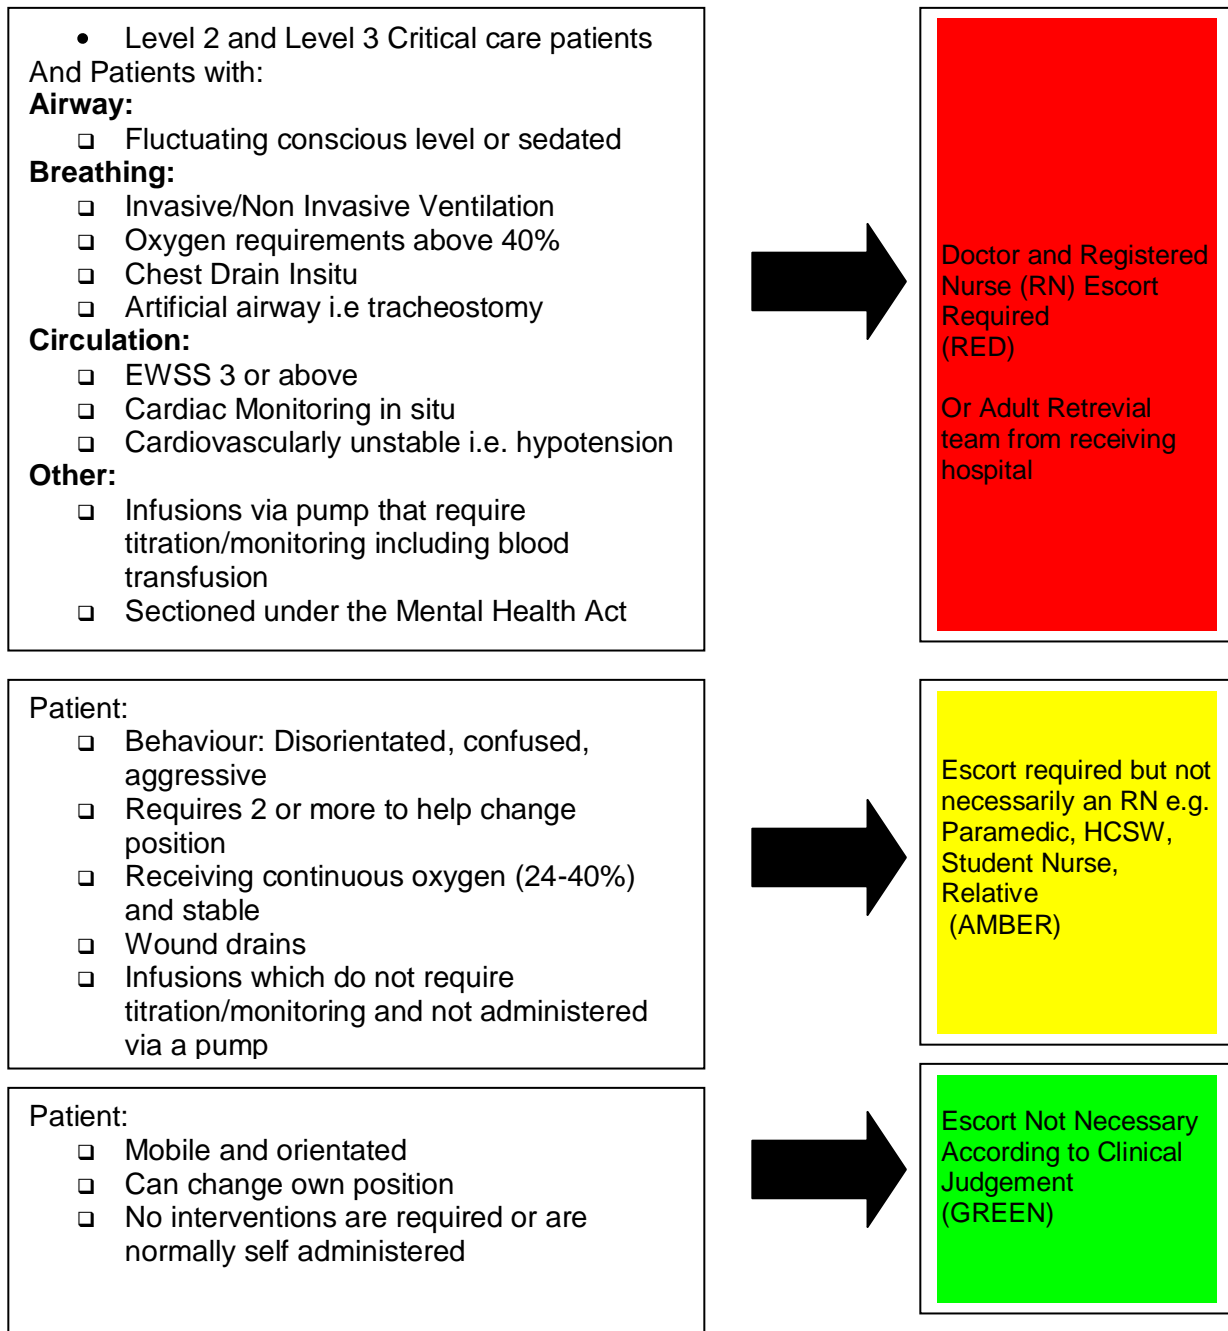 • Level 2 and Level 3 Critical care patients
And Patients with:
Airway:
❑ Fluctuating conscious level or sedated
Breathing:
❑ Invasive/Non Invasive Ventilation
❑ Oxygen requirements above 40%
❑ Chest Drain Insitu
❑ Artificial airway i.e tracheostomy
Circulation:
❑ EWSS 3 or above
❑ Cardiac Monitoring in situ
❑ Cardiovascularly unstable i.e. hypotension
Other:
❑ Infusions via pump that require
titration/monitoring including blood
transfusion
❑ Sectioned under the Mental Health Act
Doctor and Registered
Nurse (RN) Escort
Required
(RED)
Or Adult Retrevial
team from receiving
hospital
Patient:
❑ Behaviour: Disorientated, confused,
aggressive
❑ Requires 2 or more to help change
position
❑ Receiving continuous oxygen (24-40%)
and stable
❑ Wound drains
❑ Infusions which do not require
titration/monitoring and not administered
via a pump
Escort required but not
necessarily an RN e.g.
Paramedic, HCSW,
Student Nurse,
Relative
(AMBER)
Patient:
❑ Mobile and orientated
❑ Can change own position
❑ No interventions are required or are
normally self administered
Escort Not Necessary
According to Clinical
Judgement
(GREEN)